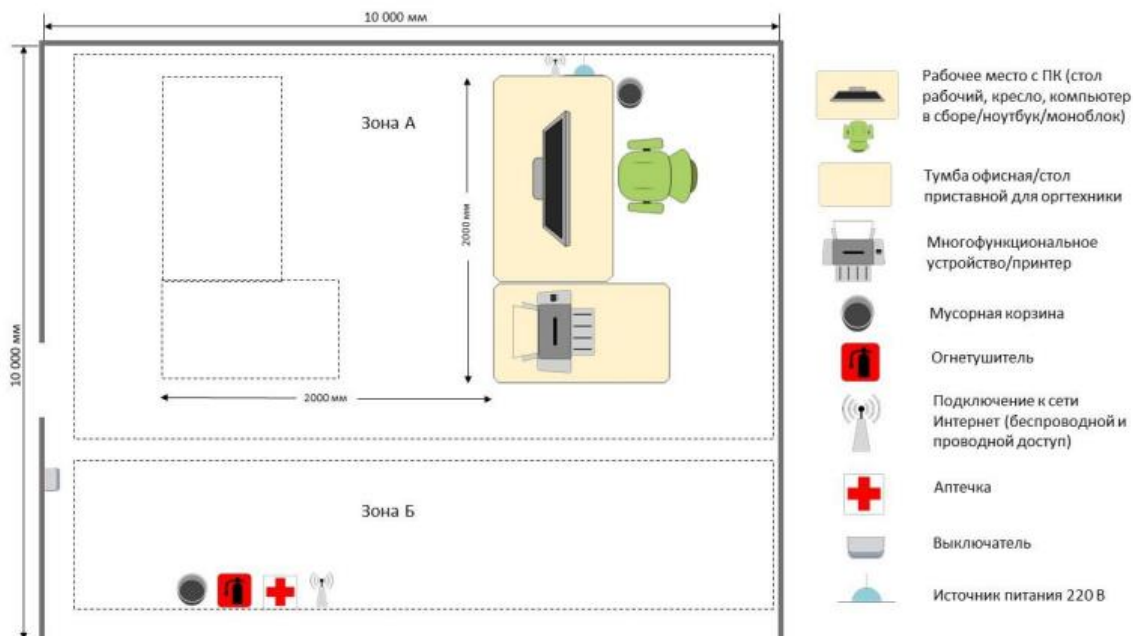 10 000 мм
Зона А
2000 мм
2000 мм
10 000 мм
Зона Б
Рабочее место с ПК (стол
рабочий, кресло, компьютер
в сборе/ноутбук/моноблок)
Тумба офисная/стол
приставной для оргтехники
Многофункциональное
устройство/принтер
Мусорная корзина
Огнетушитель
Подключение к сети
Интернет (беспроводной и
проводной доступ)
Аптечка
Выключатель
Источник питания 220 В